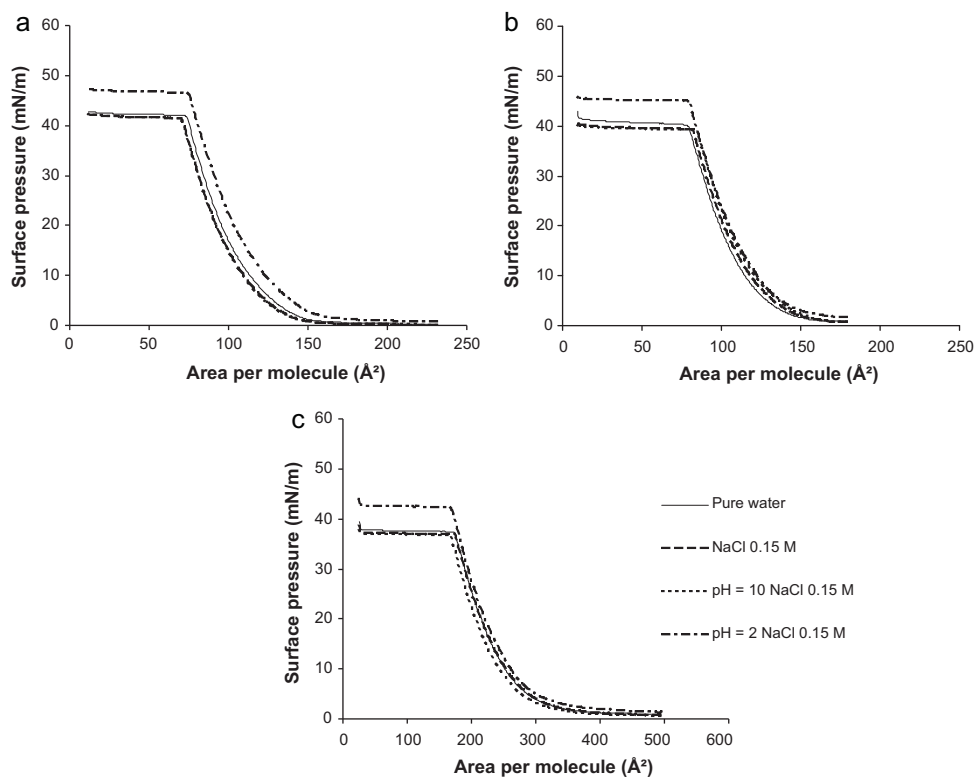 a
Surface pressure (mN/m)
60
50
40
30
20
10
0
0 50 100 150 200 250
Area per molecule (Å²)
b
Surface pressure (mN/m)
60
50
40
30
20
10
0
0 50 100 150 200 250
Area per molecule (Å²)
c
Surface pressure (mN/m)
60
50
40
30
20
10
0
0 100 200 300 400 500 600
Area per molecule (Å²)
Pure water
NaCl 0.15 M
pH = 10 NaCl 0.15 M
pH = 2 NaCl 0.15 M